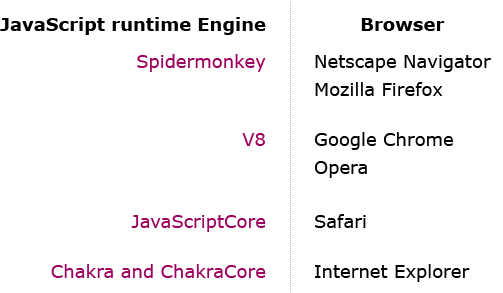 JavaScript runtime Engine Browser
Spidermonkey Netscape Navigator
Mozilla Firefox
V8 Google Chrome
Opera
JavaScriptCore Safari
Chakra and ChakraCore Internet Explorer